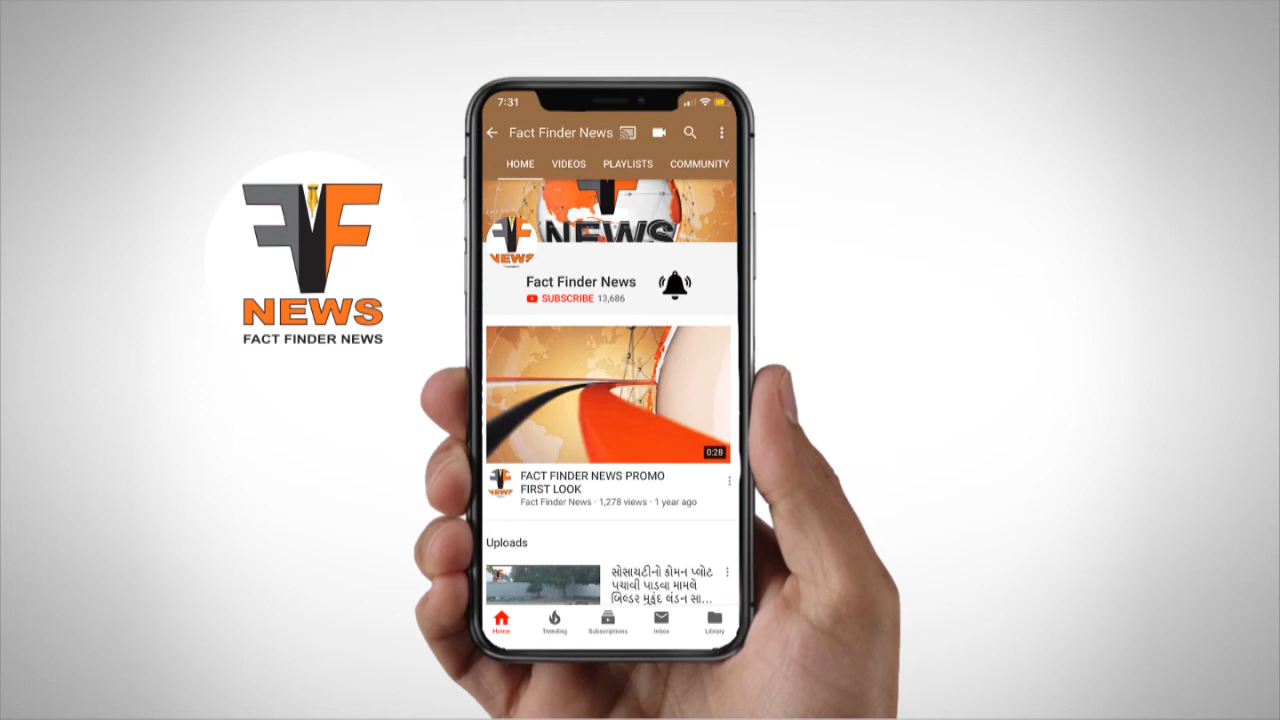 NEWS
FACT FINDER NEWS
7:31
Fact Finder News
HOME VIDEOS PLAYLISTS COMMUNITY
NEWS
NEWS
Fact Finder News
SUBSCRIBE 13,686
0:28
NEWS
FACT FINDER NEWS PROMO
FIRST LOOK
Fact Finder News · 1,278 views · 1 year ago
Uploads
સોસાયટીનો કોમન પ્લોટ
પચાવી પાડવા મામલે
બિલ્ડર મુકુંદ લંડન સા...
Home Trending Subscriptions Inbox Library